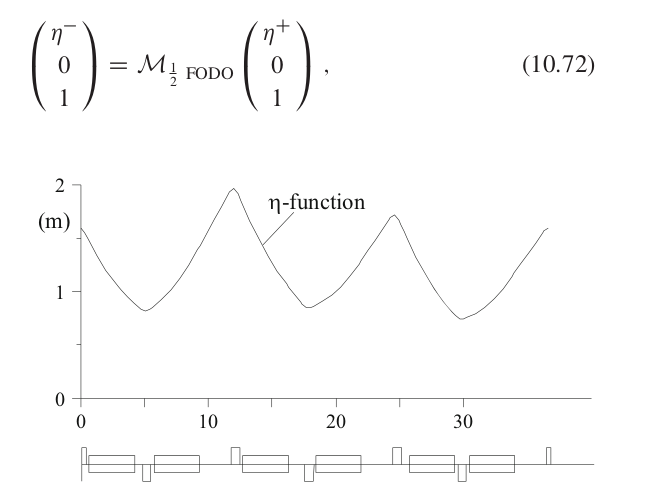 η⁻
0
1
= ℳ½ FODO
η⁺
0
1
, (10.72)
2
(m)
η-function
1
0
0 10 20 30